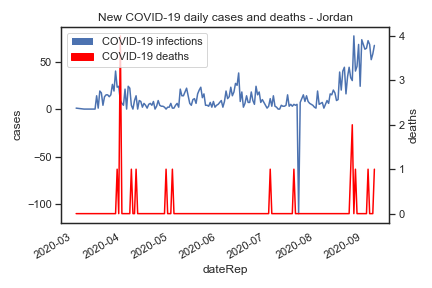 New COVID-19 daily cases and deaths - Jordan
COVID-19 infections
COVID-19 deaths
cases
50
0
−50
−100
4
3
2
1
0
deaths
2020-03
2020-04
2020-05
2020-06
2020-07
2020-08
2020-09
dateRep